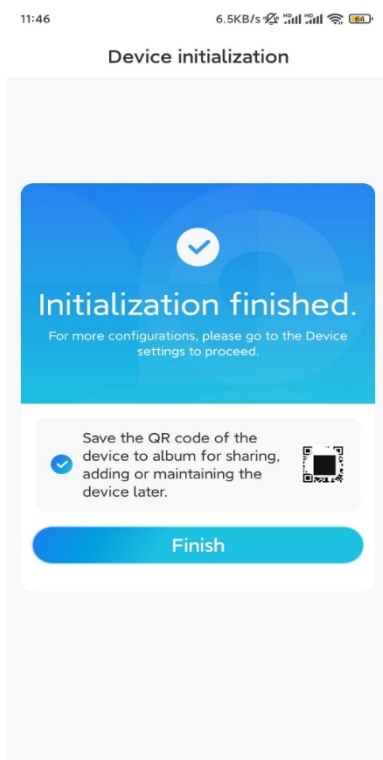 11:46 6.5KB/s HD HD 64
Device initialization
Initialization finished.
For more configurations, please go to the Device
settings to proceed.
Save the QR code of the
device to album for sharing,
adding or maintaining the
device later.
Finish